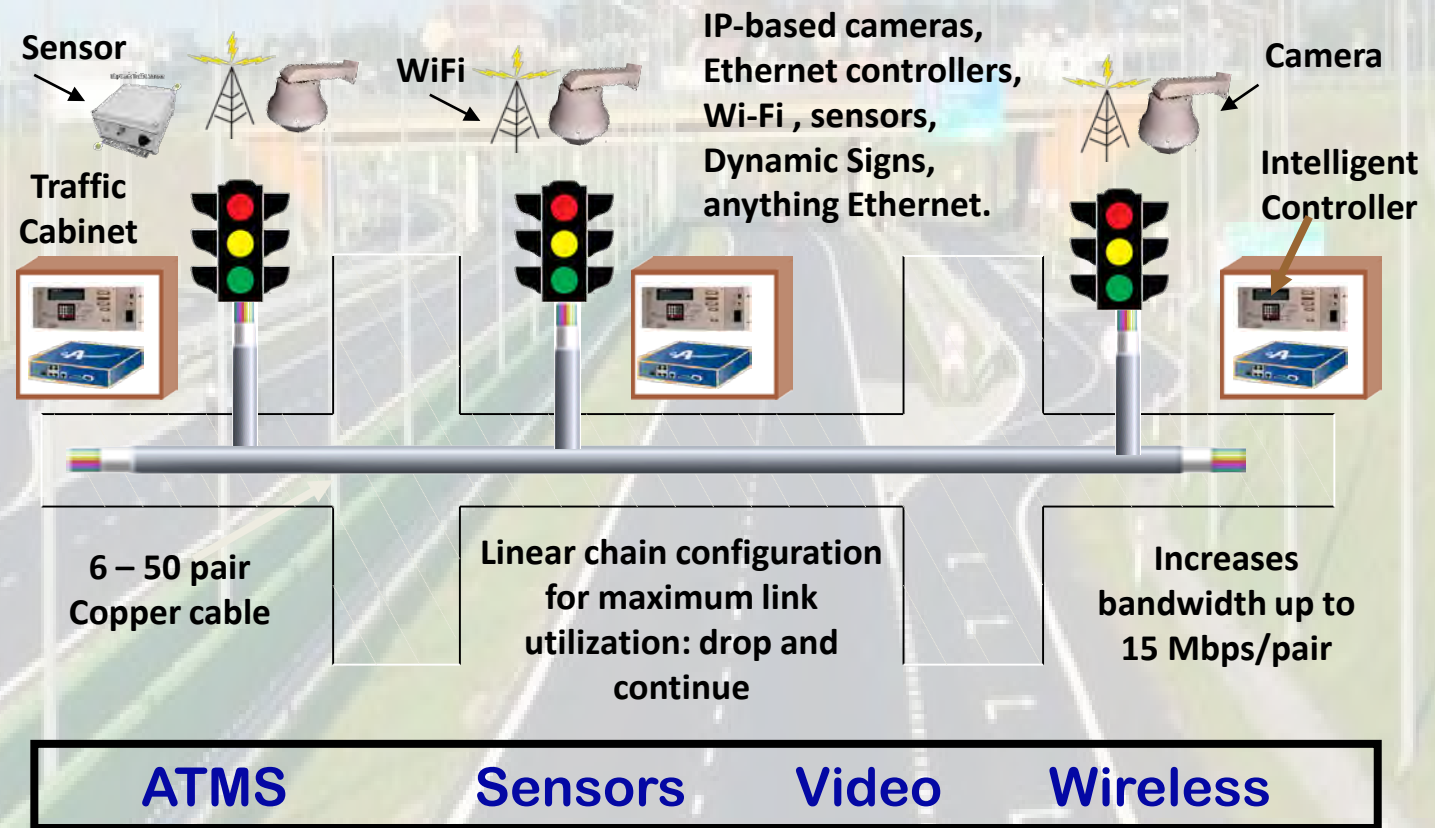 Sensor
WiFi
IP-based cameras,
Ethernet controllers,
Wi-Fi , sensors,
Dynamic Signs,
anything Ethernet.
Camera
Traffic
Cabinet
Intelligent
Controller
6 – 50 pair
Copper cable
Linear chain configuration
for maximum link
utilization: drop and
continue
Increases
bandwidth up to
15 Mbps/pair
ATMS Sensors Video Wireless